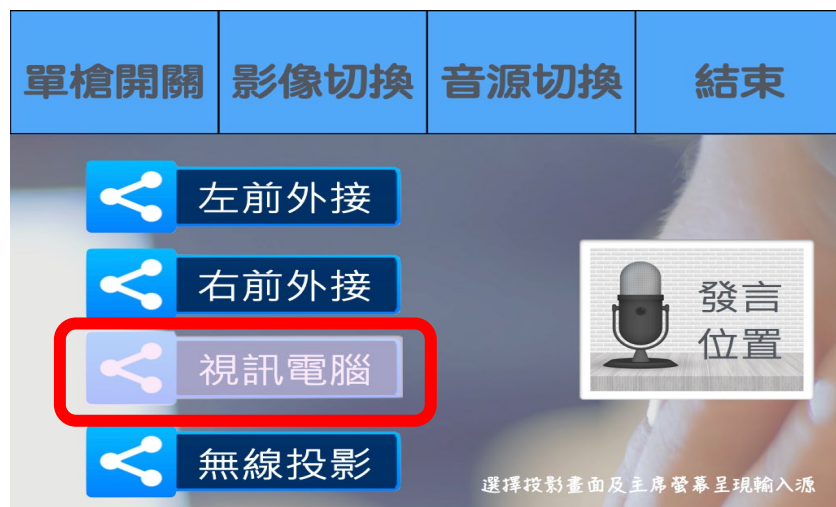 單槍開關 影像切換 音源切換 結束
左前外接
右前外接
發言
位置
視訊電腦
無線投影
選擇投影畫面及主席螢幕呈現輸入源